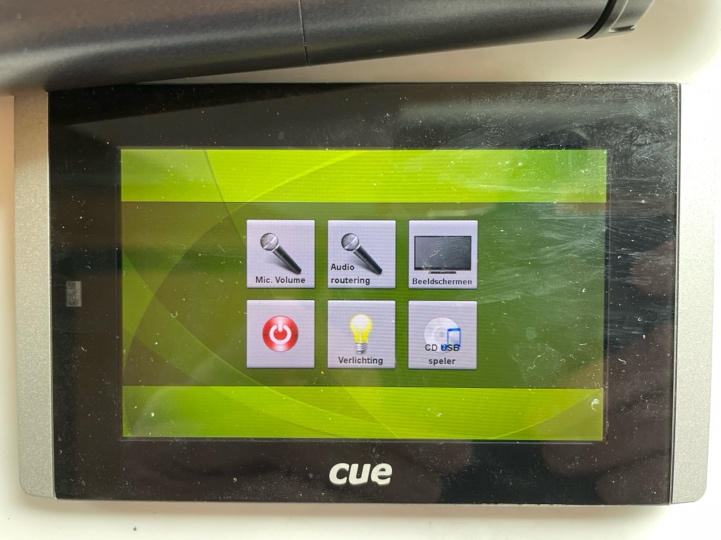 Mic. Volume
Audio
routering
Beeldschermen
Verlichting
CD USB
speler
cue